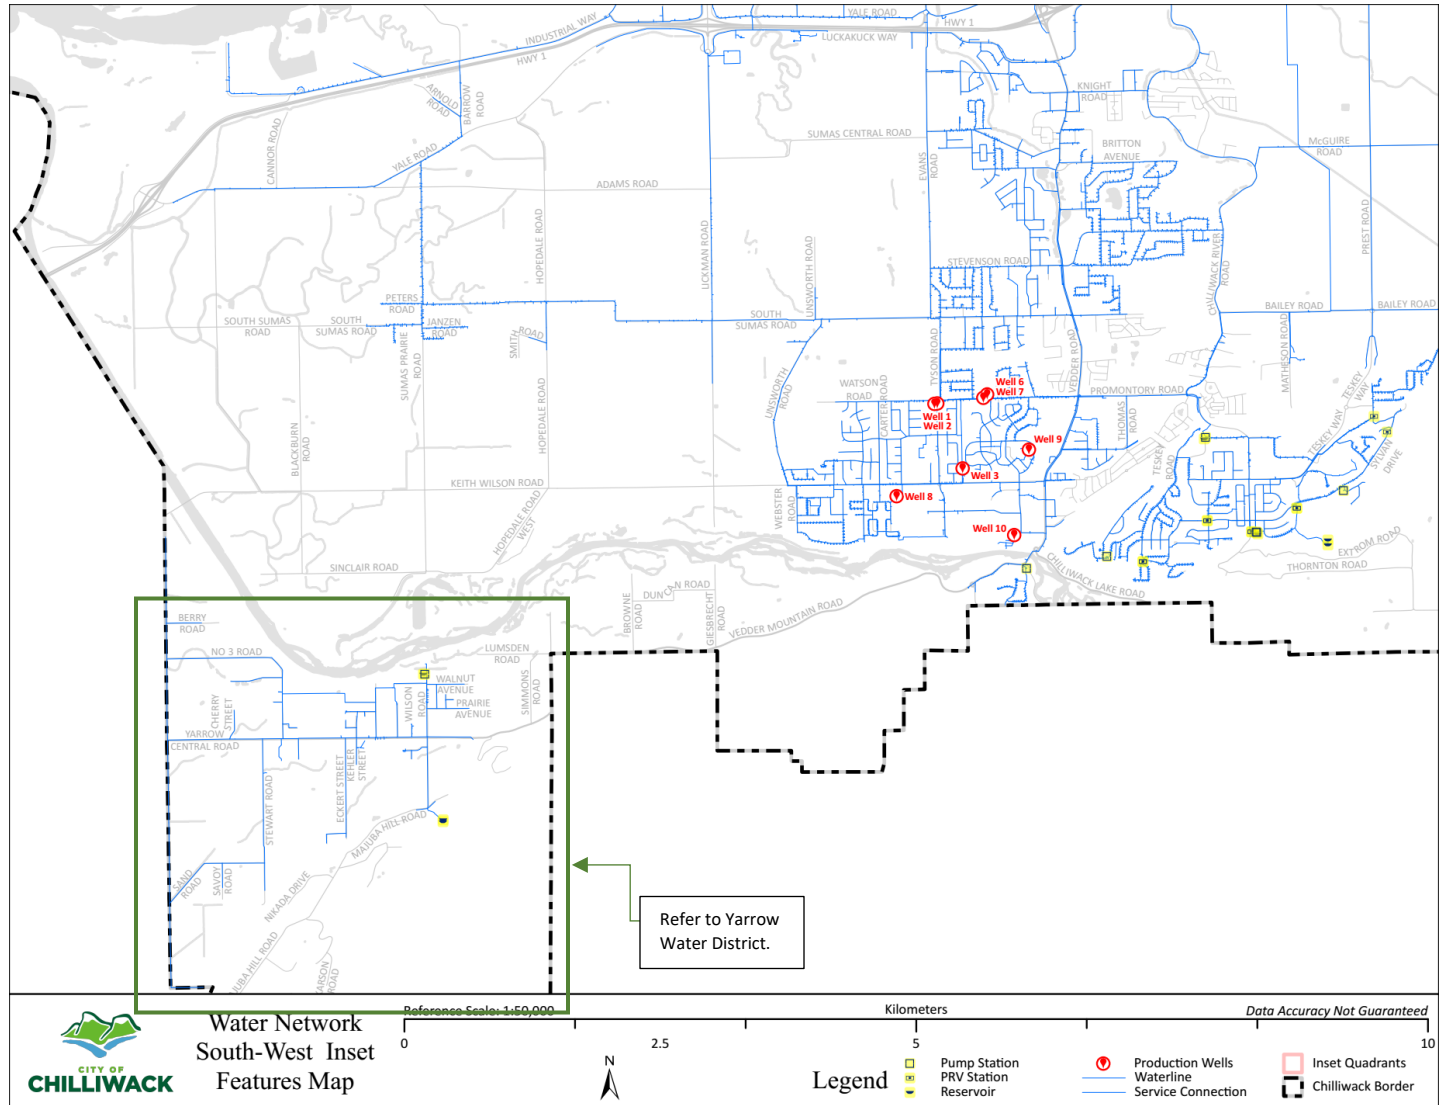 YALE ROAD
HWY 1
INDUSTRIAL WAY
LUCKAKUCK WAY
HWY 1
ARNOLD
ROAD
BARROW
ROAD
KNIGHT
ROAD
CANNOR ROAD
YALE ROAD
SUMAS CENTRAL ROAD
EVANS
ROAD
BRITTON
AVENUE
McGUIRE
ROAD
ADAMS ROAD
HOPEDALE ROAD
LICKMAN ROAD
UNSWORTH ROAD
STEVENSON ROAD
CHILLIWACK RIVER
ROAD
PREST ROAD
PETERS
ROAD
SOUTH SUMAS
ROAD
SOUTH
SUMAS ROAD
JANZEN
ROAD
SMITH
ROAD
SOUTH
SUMAS ROAD
BAILEY ROAD
BAILEY ROAD
SUMAS PRAIRIE
ROAD
TYSON ROAD
VEDDER ROAD
MATHESON ROAD
UNSWORTH
ROAD
WATSON
ROAD
CARTER ROAD
Well 6
Well 7
Well 1
Well 2
PROMONTORY ROAD
THOMAS
ROAD
TESKEY
WAY
TESKEY WAY
SYLVAN
DRIVE
BLACKBURN
ROAD
HOPEDALE ROAD
Well 9
TESKEY
ROAD
Well 3
KEITH WILSON ROAD
WEBSTER
ROAD
Well 8
HOPEDALE ROAD
WEST
Well 10
EXTROM ROAD
THORNTON ROAD
SINCLAIR ROAD
CHILLIWACK LAKE ROAD
DUNCAN ROAD
BROWNE
ROAD
GIESBRECHT
ROAD
VEDDER MOUNTAIN ROAD
BERRY
ROAD
NO 3 ROAD
LUMSDEN
ROAD
SIMMONS
ROAD
WALNUT
AVENUE
PRAIRIE
AVENUE
WILSON
ROAD
CHERRY
STREET
YARROW
CENTRAL ROAD
STEWART ROAD
ECKERT STREET
KEHLER
STREET
MAJUBA HILL ROAD
SAND
ROAD
SAVOY
ROAD
NIKADA DRIVE
JUBA HILL ROAD
CARSON
ROAD
Refer to Yarrow
Water District.
CITY OF
CHILLIWACK
Water Network
South-West Inset
Features Map
Reference Scale: 1:50,000
Kilometers
Data Accuracy Not Guaranteed
0
2.5
5
10
N
Legend
Pump Station
PRV Station
Reservoir
Production Wells
Waterline
Service Connection
Inset Quadrants
Chilliwack Border